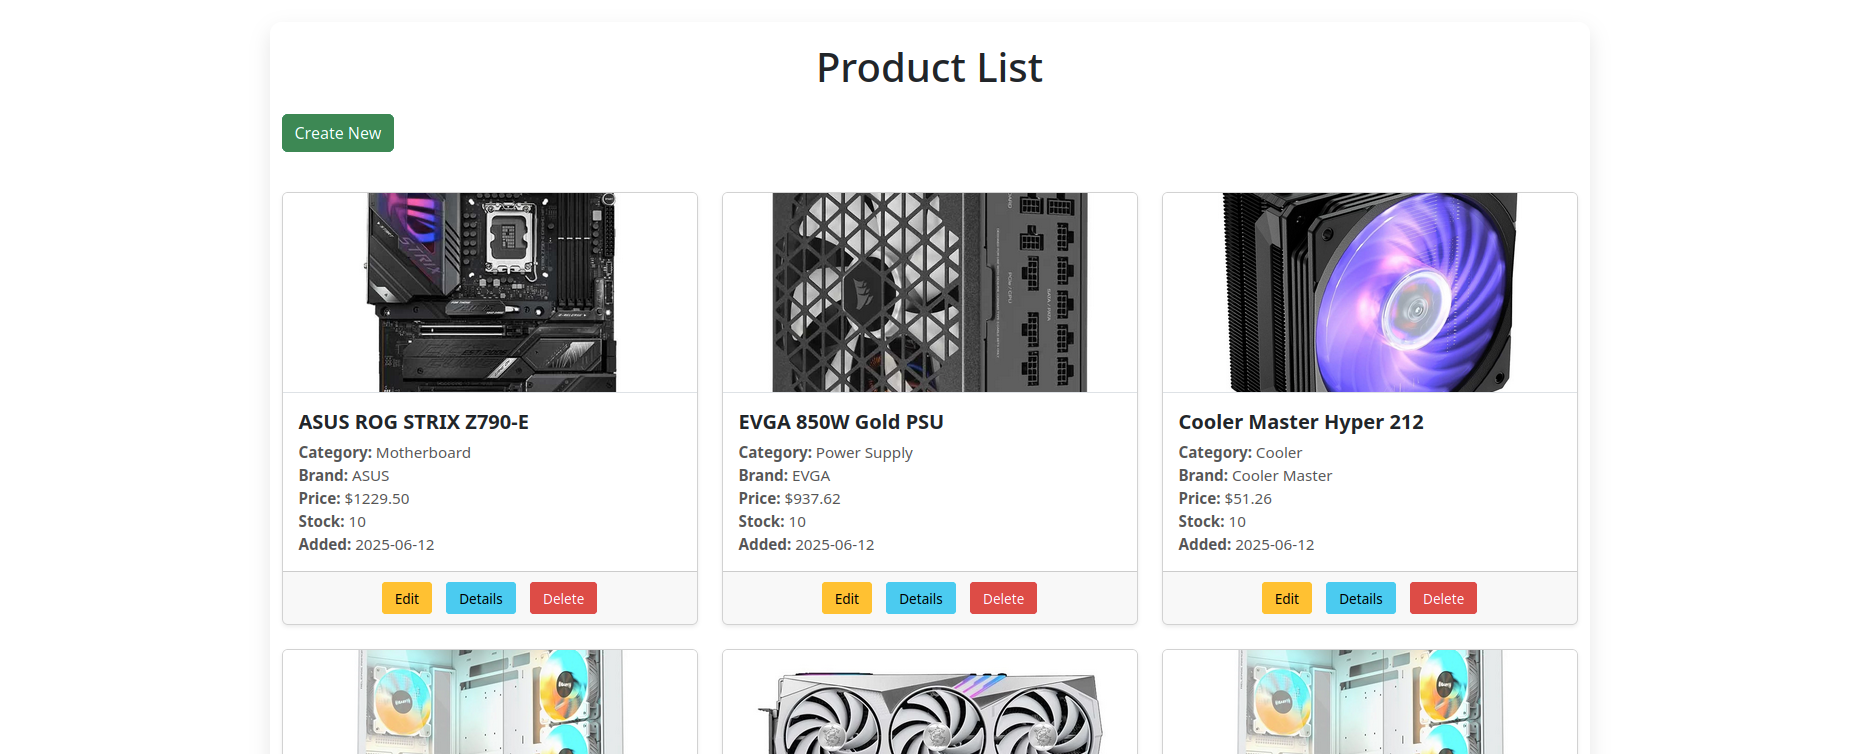 Product List
Create New
STRIX
ASUS ROG STRIX Z790-E
Category: Motherboard
Brand: ASUS
Price: $1229.50
Stock: 10
Added: 2025-06-12
Edit
Details
Delete
EVGA 850W Gold PSU
Category: Power Supply
Brand: EVGA
Price: $937.62
Stock: 10
Added: 2025-06-12
Edit
Details
Delete
Cooler Master Hyper 212
Category: Cooler
Brand: Cooler Master
Price: $51.26
Stock: 10
Added: 2025-06-12
Edit
Details
Delete